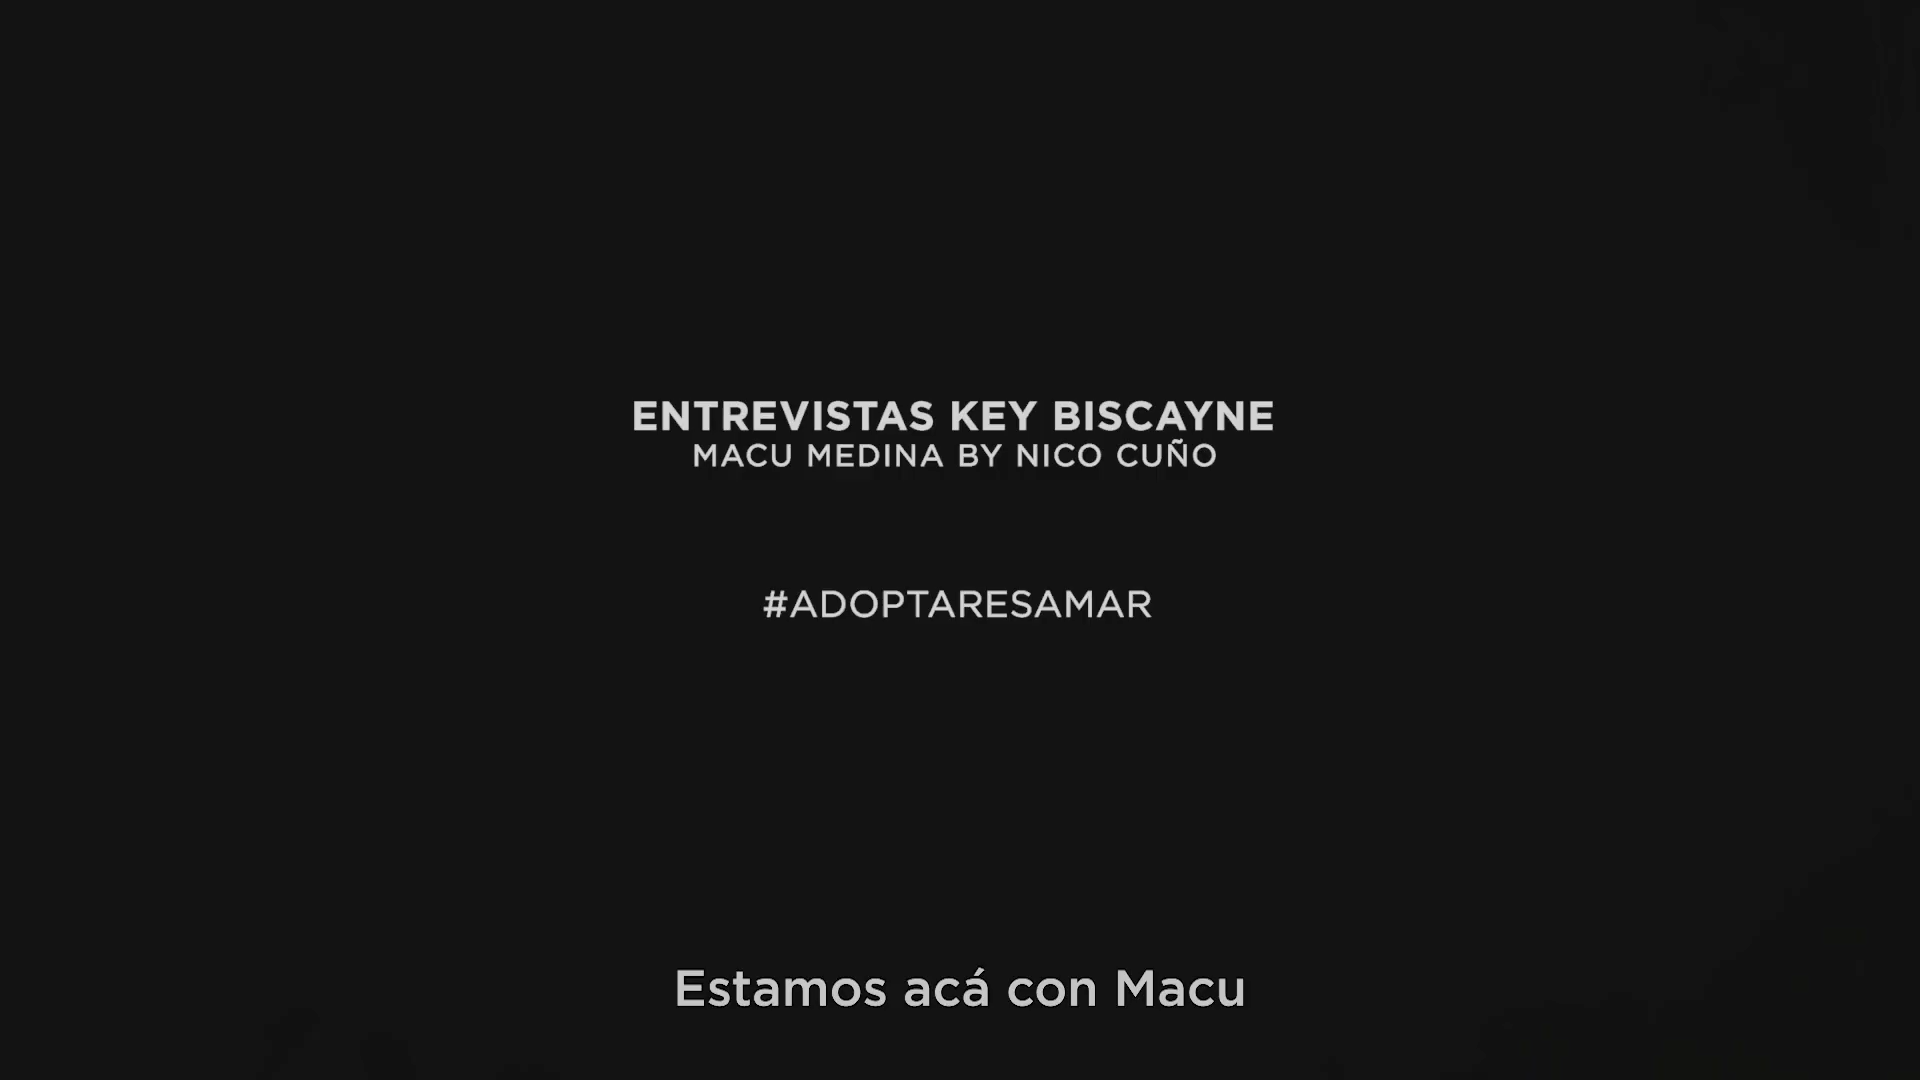 ENTREVISTAS KEY BISCAYNE
MACU MEDINA BY NICO CUÑO
#ADOPTARESAMAR
Estamos acá con Macu